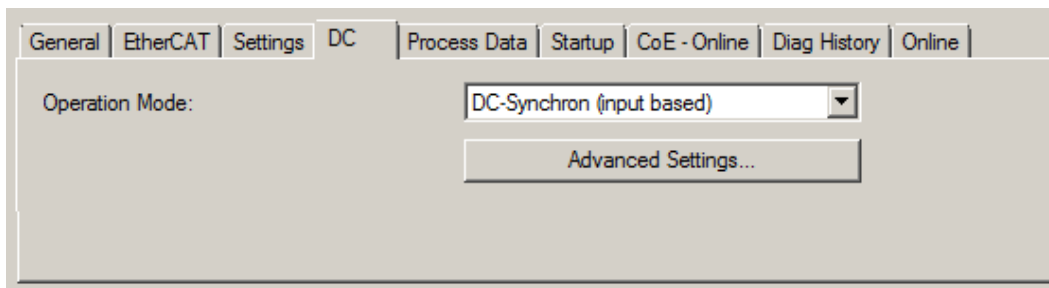 General EtherCAT Settings DC Process Data Startup CoE - Online Diag History Online
Operation Mode: DC-Synchron (input based)
Advanced Settings...